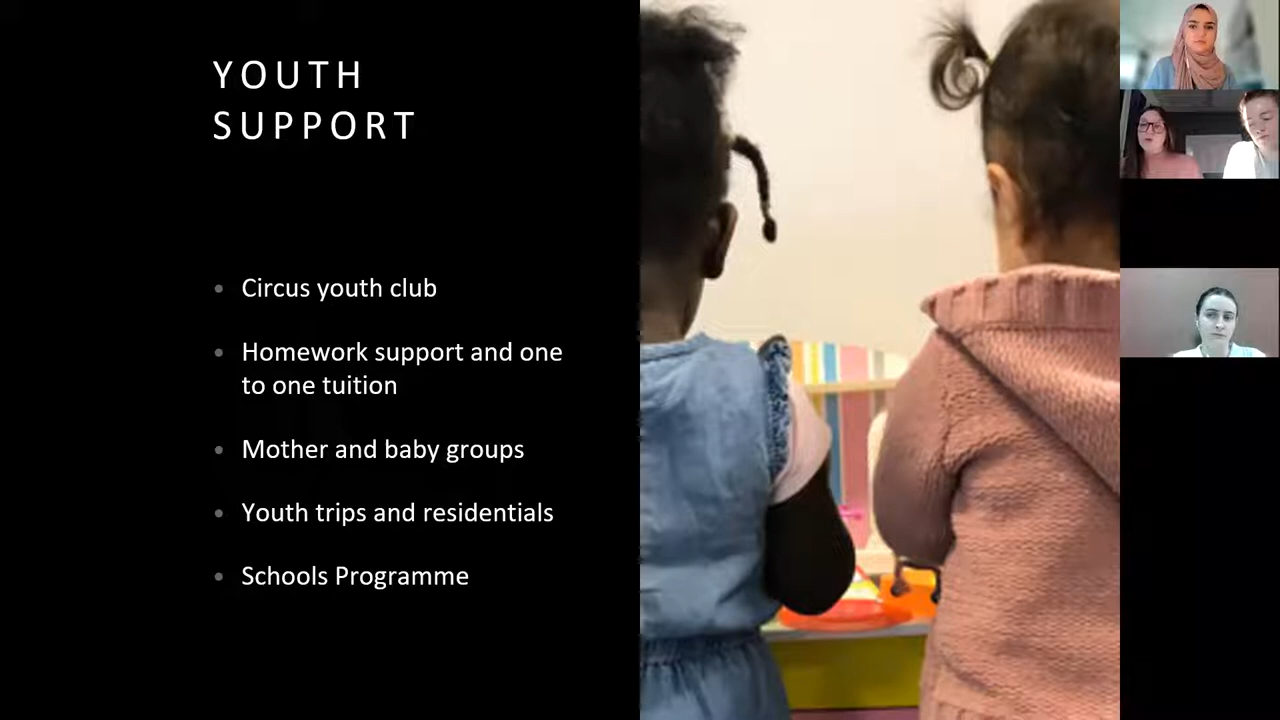 YOUTH
SUPPORT
Circus youth club
Homework support and one
to one tuition
Mother and baby groups
Youth trips and residentials
Schools Programme